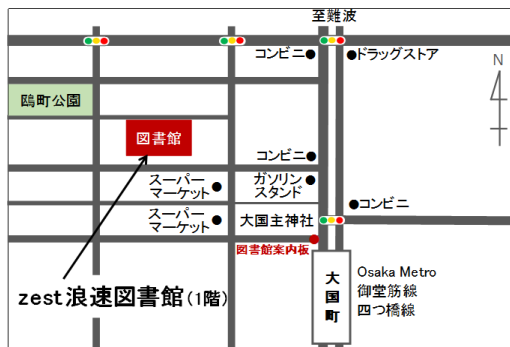 至難波
コンビニ
ドラッグストア
N
鴎町公園
図書館
コンビニ
スーパー
マーケット
ガソリン
スタンド
コンビニ
スーパー
マーケット
大国主神社
図書館案内板
zest浪速図書館(1階)
大国町
Osaka Metro
御堂筋線
四つ橋線